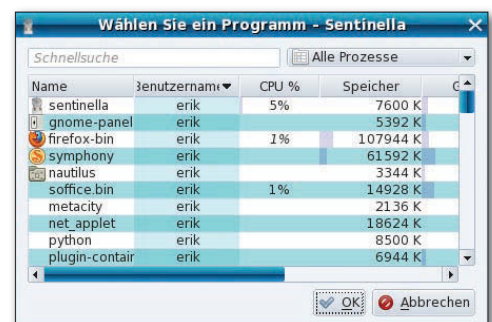 Wählen Sie ein Programm – Sentinella
Schnellsuche Alle Prozesse
Name Benutzername CPU % Speicher
sentinella erik 5% 7600 K
gnome-panel erik 5392 K
firefox-bin erik 1% 107944 K
symphony erik 61592 K
nautilus erik 3344 K
soffice.bin erik 1% 14928 K
metacity erik 2136 K
net_applet erik 18624 K
python erik 8500 K
plugin-contair erik 6944 K
OK Abbrechen